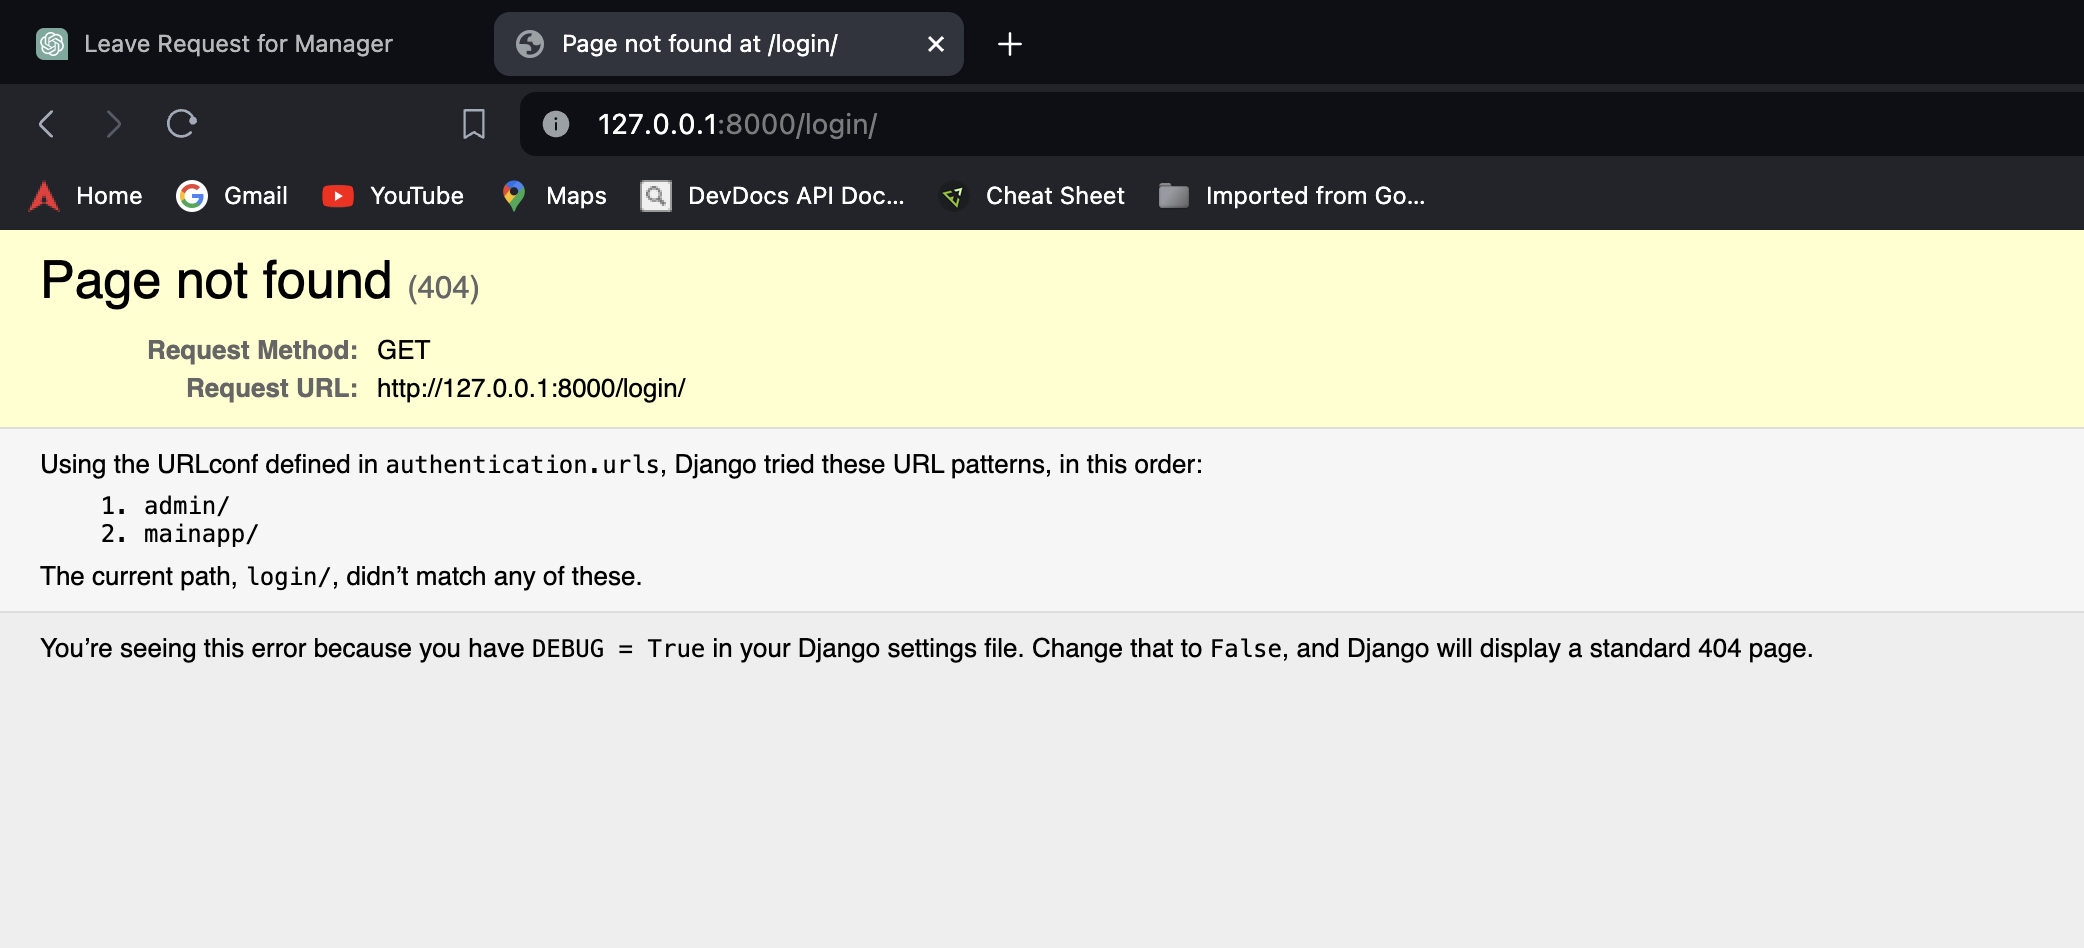 Leave Request for Manager
Page not found at /login/
127.0.0.1:8000/login/
Home Gmail YouTube Maps DevDocs API Doc... Cheat Sheet Imported from Go...
Page not found (404)
Request Method: GET
Request URL: http://127.0.0.1:8000/login/
Using the URLconf defined in authentication.urls, Django tried these URL patterns, in this order:
1. admin/
2. mainapp/
The current path, login/, didn’t match any of these.
You’re seeing this error because you have DEBUG = True in your Django settings file. Change that to False, and Django will display a standard 404 page.